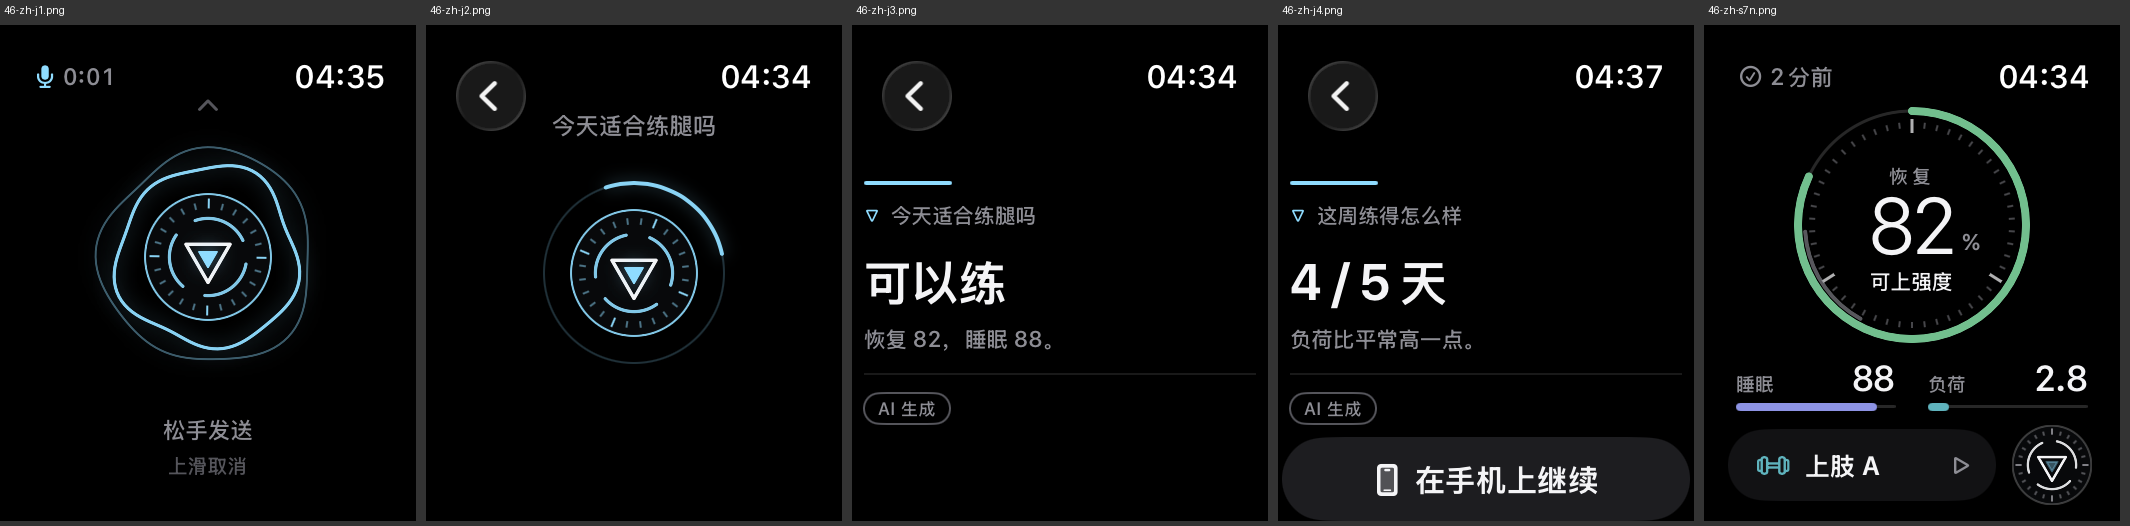 46-zh-j1.png
0:01
04:35
松手发送
上滑取消
46-zh-j2.png
04:34
今天适合练腿吗
46-zh-j3.png
04:34
今天适合练腿吗
可以练
恢复 82，睡眠 88。
AI 生成
46-zh-j4.png
04:37
这周练得怎么样
4 / 5 天
负荷比平常高一点。
AI 生成
在手机上继续
46-zh-s7n.png
2 分前
04:34
恢复
82 %
可上强度
睡眠 88
负荷 2.8
上肢 A